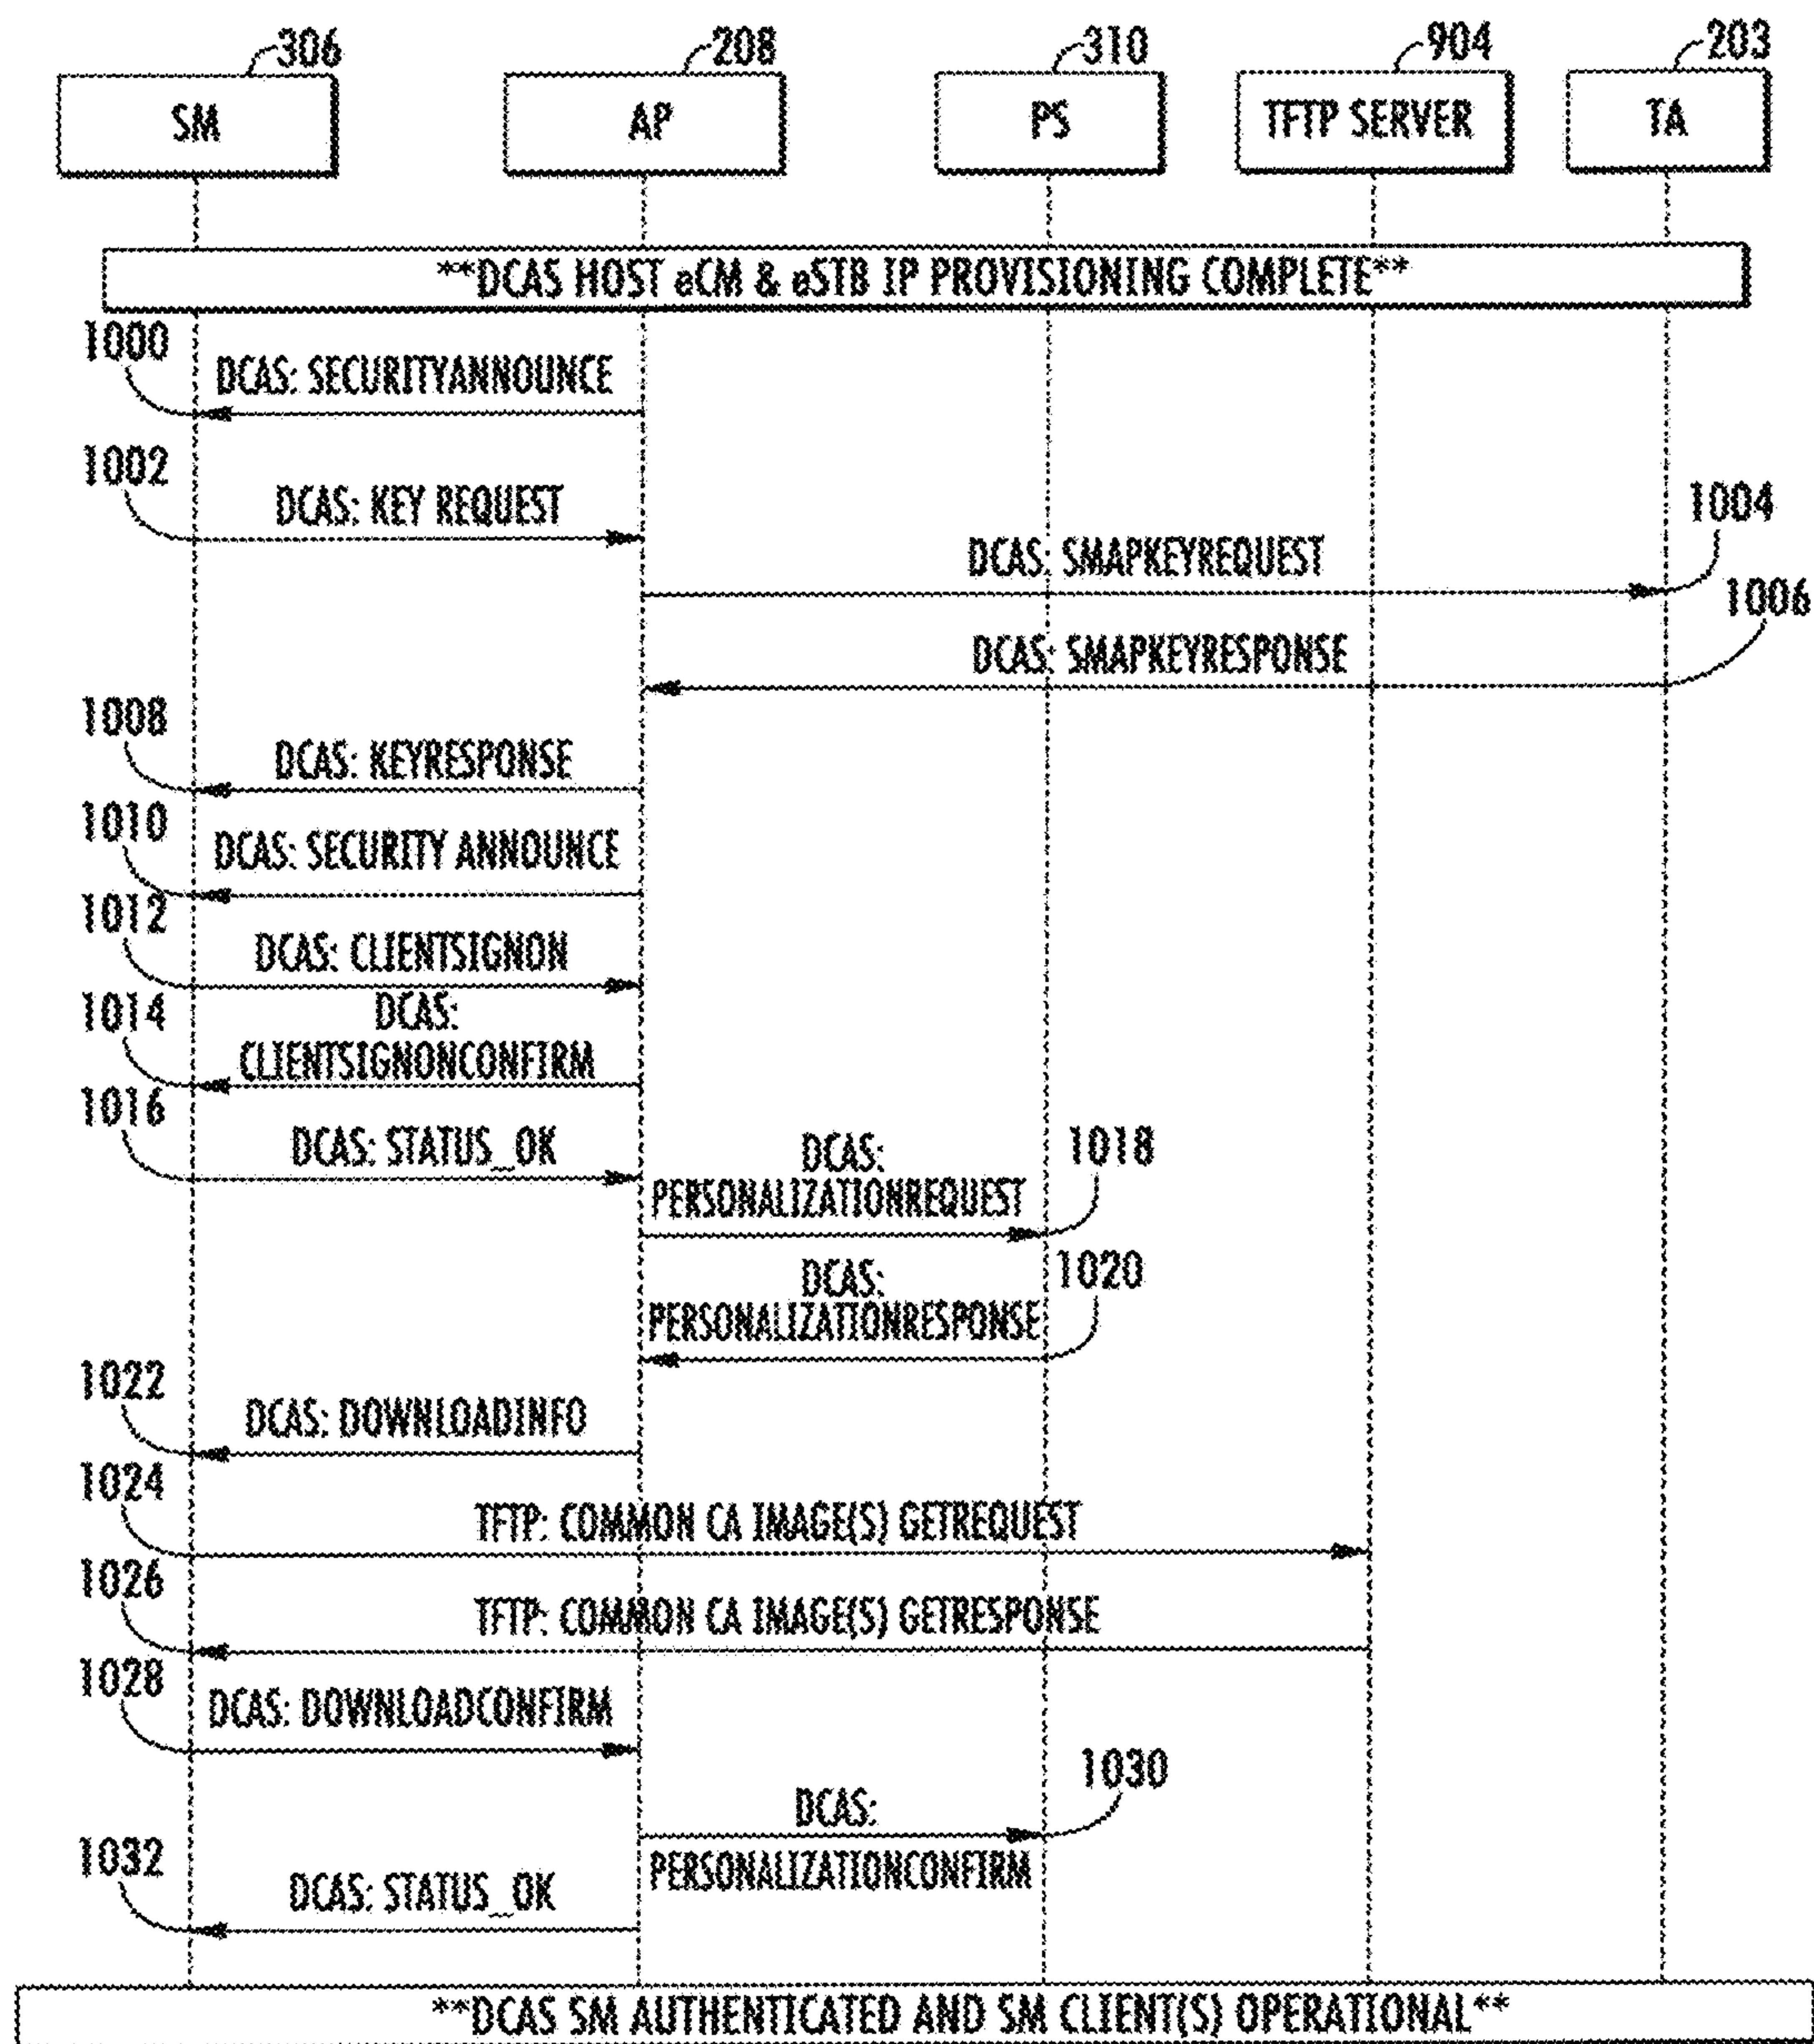 306
208
310
904
203
SM
AP
PS
TFTP SERVER
TA
**DCAS HOST eCM & eSTB IP PROVISIONING COMPLETE**
1000
DCAS: SECURITYANNOUNCE
1002
DCAS: KEY REQUEST
1004
DCAS: SMAPKEYREQUEST
1006
DCAS: SMAPKEYRESPONSE
1008
DCAS: KEYRESPONSE
1010
DCAS: SECURITY ANNOUNCE
1012
DCAS: CLIENTSIGNON
1014
DCAS:
CLIENTSIGNONCONFIRM
1016
DCAS: STATUS_OK
DCAS:
PERSONALIZATIONREQUEST
1018
DCAS:
PERSONALIZATIONRESPONSE
1020
1022
DCAS: DOWNLOADINFO
1024
TFTP: COMMON CA IMAGE(S) GETREQUEST
1026
TFTP: COMMON CA IMAGE(S) GETRESPONSE
1028
DCAS: DOWNLOADCONFIRM
1030
DCAS:
PERSONALIZATIONCONFIRM
1032
DCAS: STATUS_OK
**DCAS SM AUTHENTICATED AND SM CLIENT(S) OPERATIONAL**